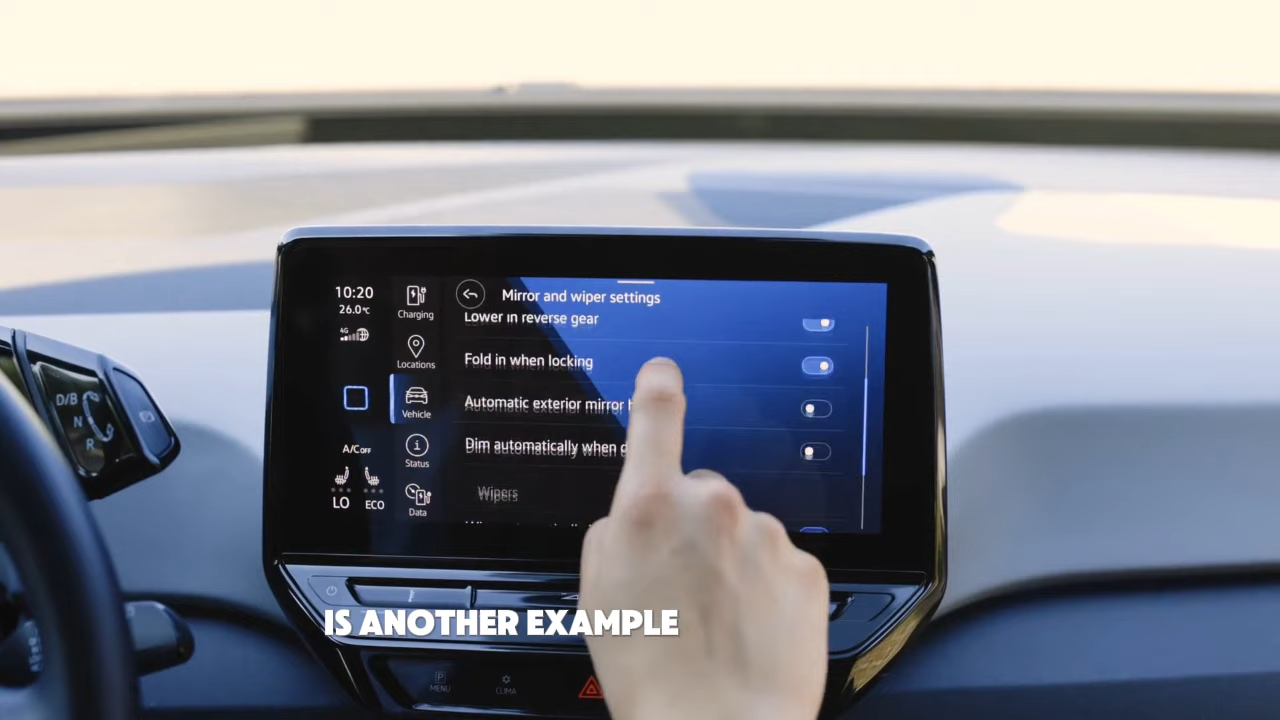 10:20
26.0°C
4G
A/C OFF
LO ECO
Charging
Locations
Vehicle
Status
Data
Mirror and wiper settings
Lower in reverse gear
Fold in when locking
Automatic exterior mirror
Dim automatically when
Wipers
D/B
N
R
IS ANOTHER EXAMPLE
MENU
CLIMA